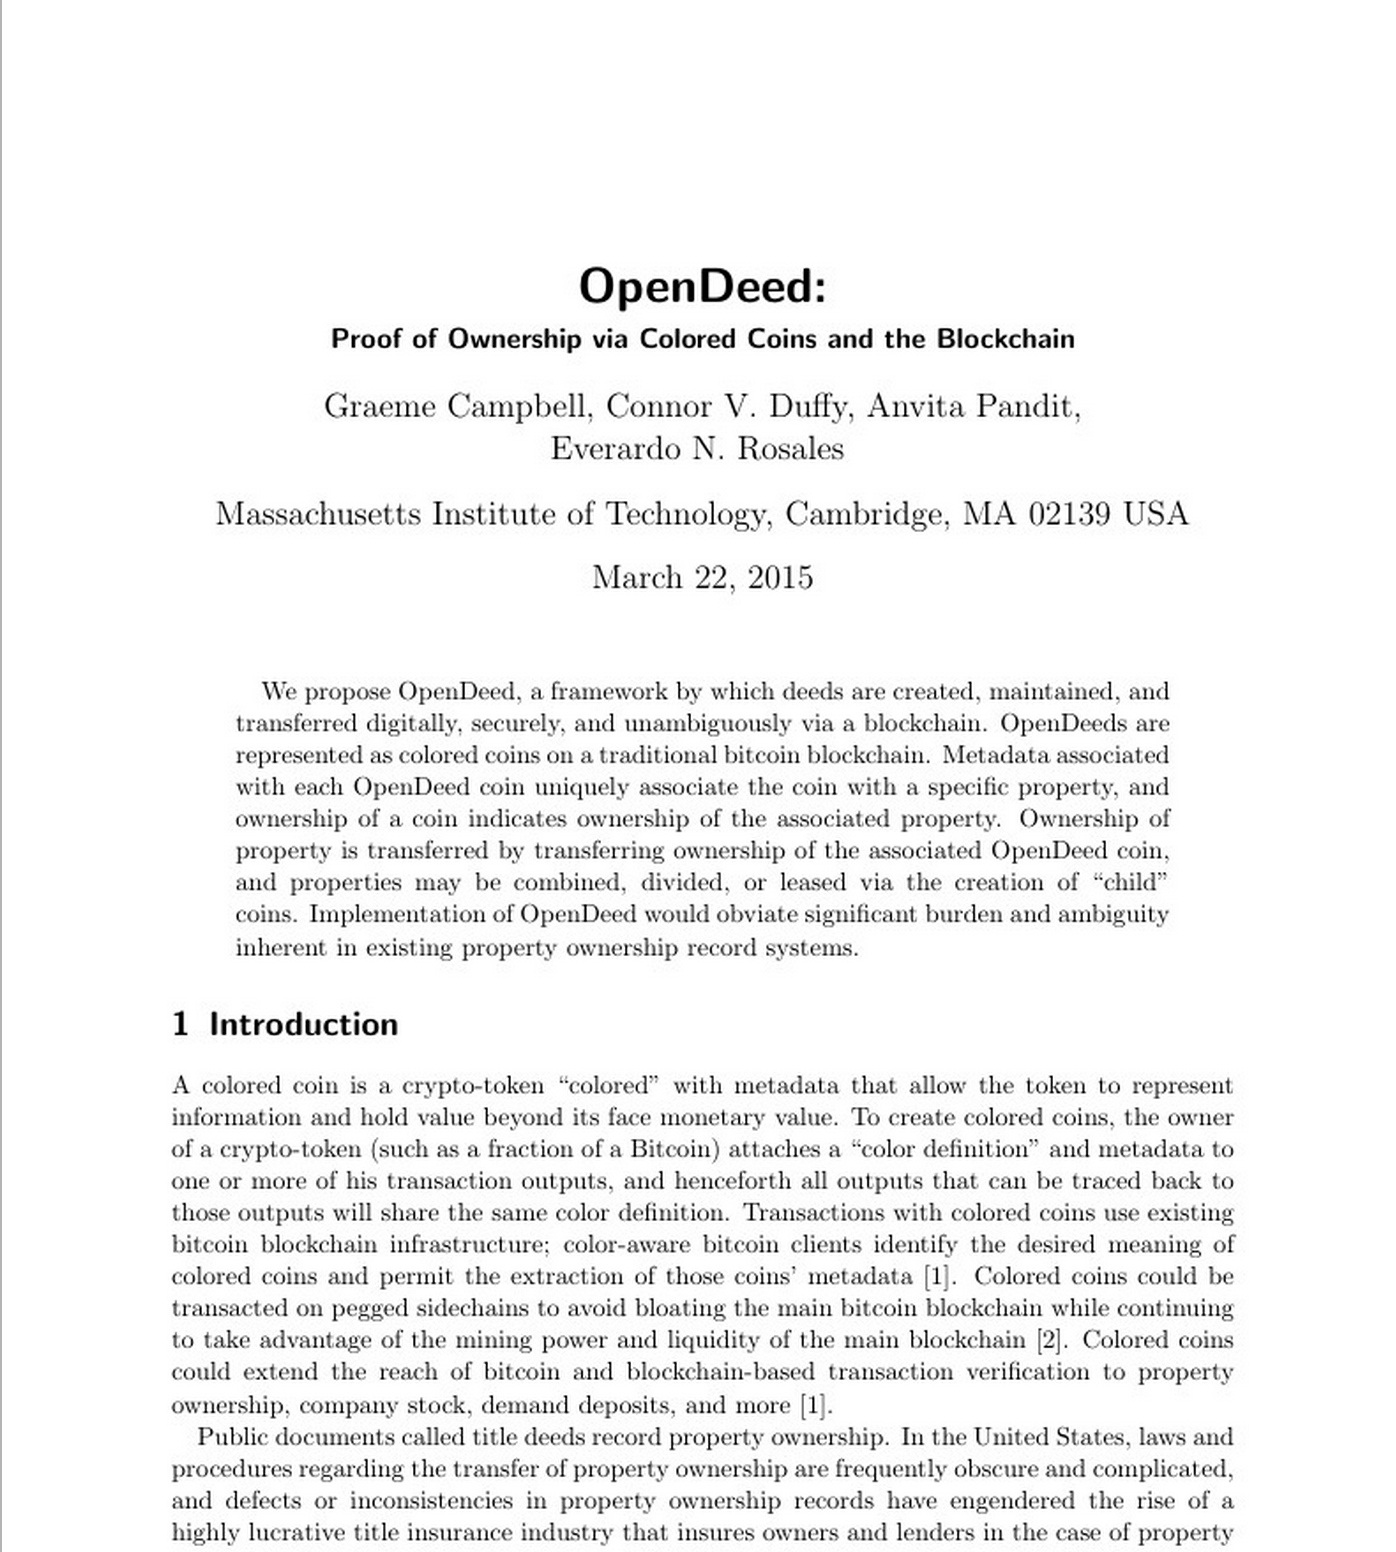 OpenDeed:
Proof of Ownership via Colored Coins and the Blockchain
Graeme Campbell, Connor V. Duffy, Anvita Pandit,
Everardo N. Rosales
Massachusetts Institute of Technology, Cambridge, MA 02139 USA
March 22, 2015
We propose OpenDeed, a framework by which deeds are created, maintained, and
transferred digitally, securely, and unambiguously via a blockchain. OpenDeeds are
represented as colored coins on a traditional bitcoin blockchain. Metadata associated
with each OpenDeed coin uniquely associate the coin with a specific property, and
ownership of a coin indicates ownership of the associated property. Ownership of
property is transferred by transferring ownership of the associated OpenDeed coin,
and properties may be combined, divided, or leased via the creation of “child”
coins. Implementation of OpenDeed would obviate significant burden and ambiguity
inherent in existing property ownership record systems.
1 Introduction
A colored coin is a crypto-token “colored” with metadata that allow the token to represent
information and hold value beyond its face monetary value. To create colored coins, the owner
of a crypto-token (such as a fraction of a Bitcoin) attaches a “color definition” and metadata to
one or more of his transaction outputs, and henceforth all outputs that can be traced back to
those outputs will share the same color definition. Transactions with colored coins use existing
bitcoin blockchain infrastructure; color-aware bitcoin clients identify the desired meaning of
colored coins and permit the extraction of those coins’ metadata [1]. Colored coins could be
transacted on pegged sidechains to avoid bloating the main bitcoin blockchain while continuing
to take advantage of the mining power and liquidity of the main blockchain [2]. Colored coins
could extend the reach of bitcoin and blockchain-based transaction verification to property
ownership, company stock, demand deposits, and more [1].
Public documents called title deeds record property ownership. In the United States, laws and
procedures regarding the transfer of property ownership are frequently obscure and complicated,
and defects or inconsistencies in property ownership records have engendered the rise of a
highly lucrative title insurance industry that insures owners and lenders in the case of property